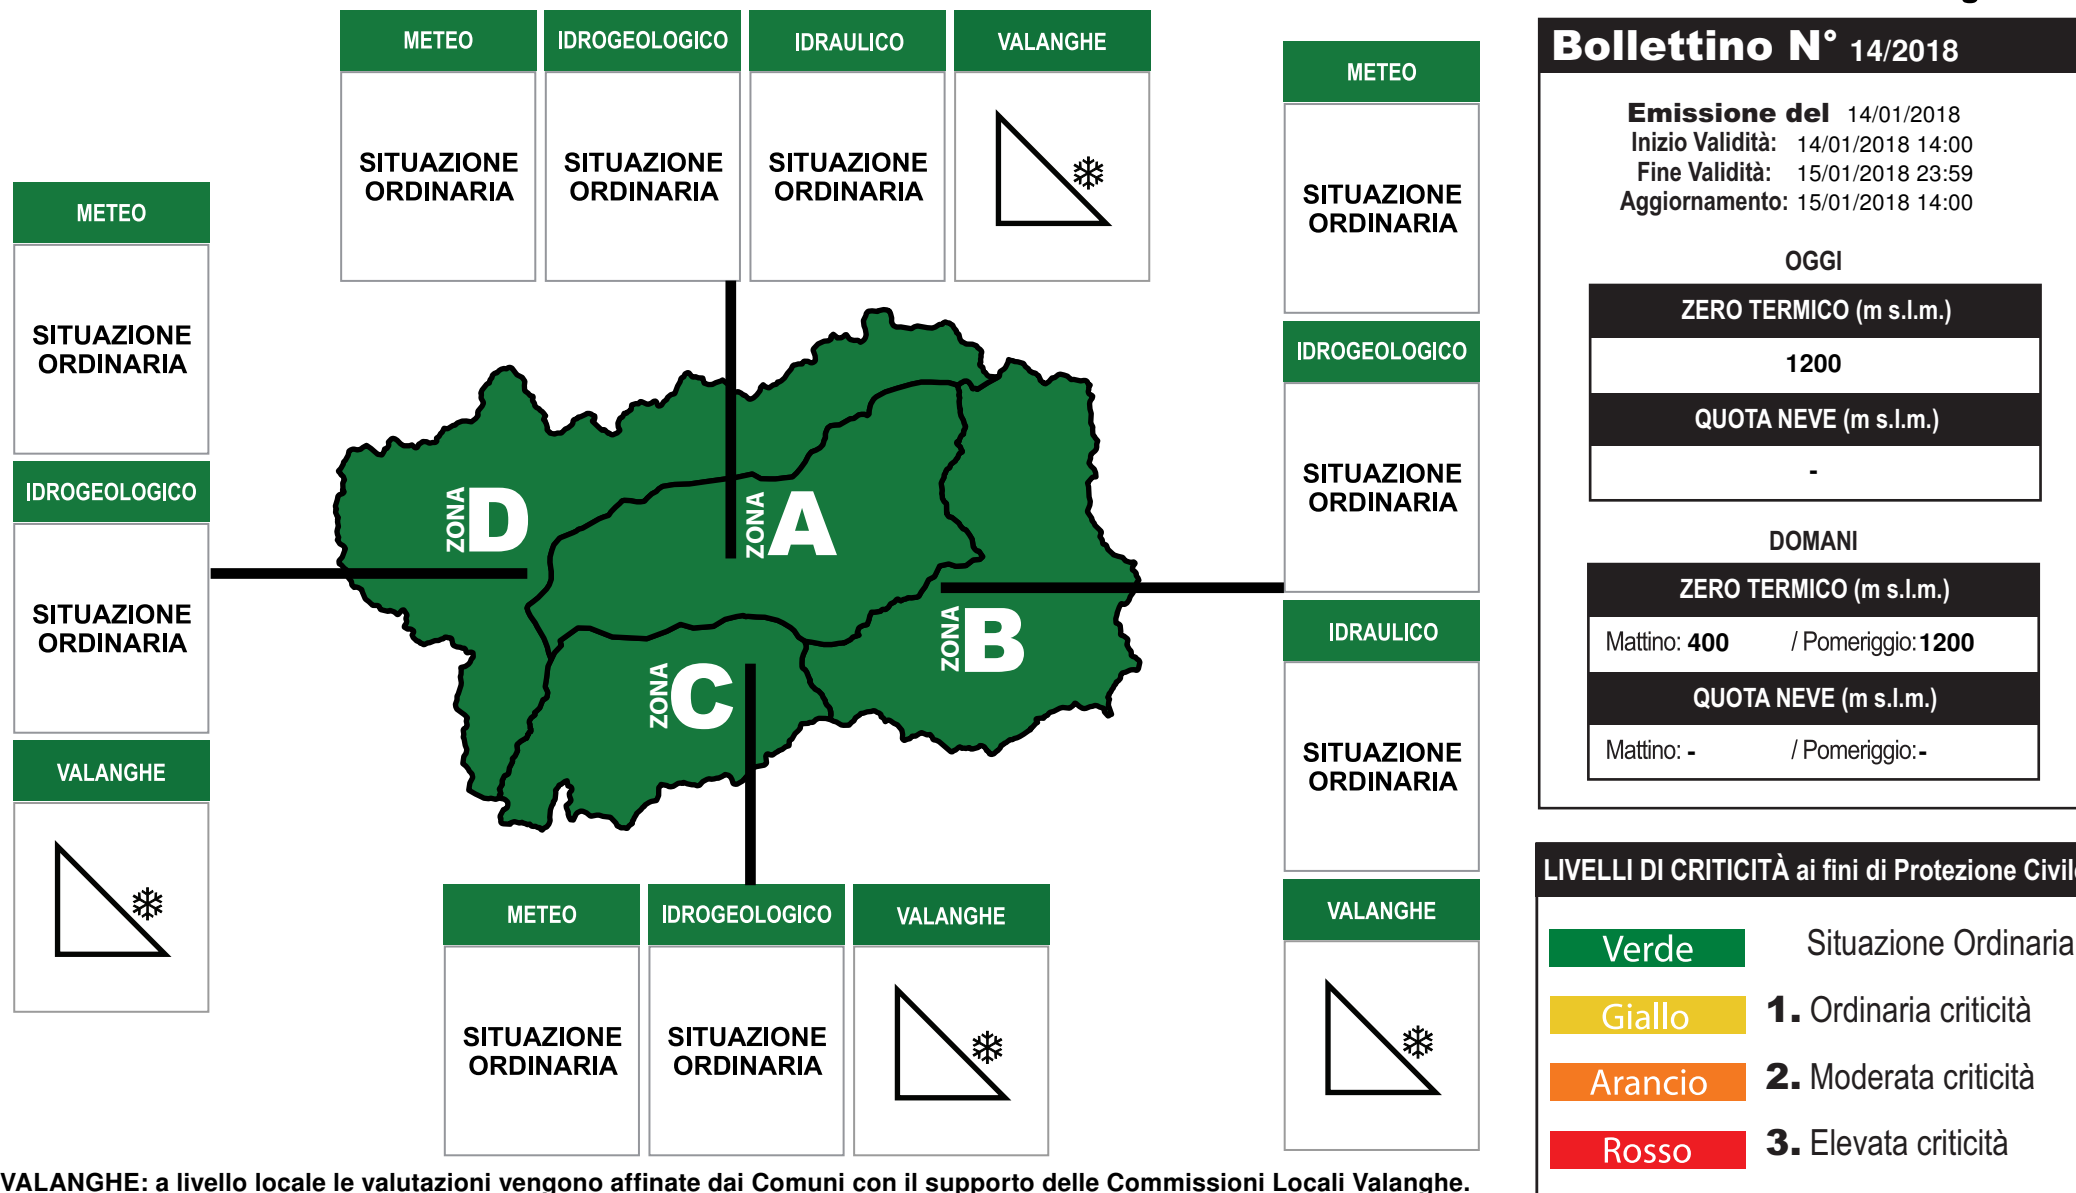 METEO
IDROGEOLOGICO
IDRAULICO
VALANGHE
SITUAZIONE
ORDINARIA
SITUAZIONE
ORDINARIA
SITUAZIONE
ORDINARIA
METEO
SITUAZIONE
ORDINARIA
IDROGEOLOGICO
SITUAZIONE
ORDINARIA
VALANGHE
ZONA D
ZONA A
ZONA B
ZONA C
METEO
SITUAZIONE
ORDINARIA
IDROGEOLOGICO
SITUAZIONE
ORDINARIA
IDRAULICO
SITUAZIONE
ORDINARIA
VALANGHE
METEO
IDROGEOLOGICO
VALANGHE
SITUAZIONE
ORDINARIA
SITUAZIONE
ORDINARIA
VALANGHE: a livello locale le valutazioni vengono affinate dai Comuni con il supporto delle Commissioni Locali Valanghe.
Bollettino N° 14/2018
Emissione del 14/01/2018
Inizio Validità: 14/01/2018 14:00
Fine Validità: 15/01/2018 23:59
Aggiornamento: 15/01/2018 14:00
OGGI
ZERO TERMICO (m s.l.m.)
1200
QUOTA NEVE (m s.l.m.)
-
DOMANI
ZERO TERMICO (m s.l.m.)
Mattino: 400 / Pomeriggio: 1200
QUOTA NEVE (m s.l.m.)
Mattino: - / Pomeriggio: -
LIVELLI DI CRITICITÀ ai fini di Protezione Civile
Verde Situazione Ordinaria
Giallo 1. Ordinaria criticità
Arancio 2. Moderata criticità
Rosso 3. Elevata criticità